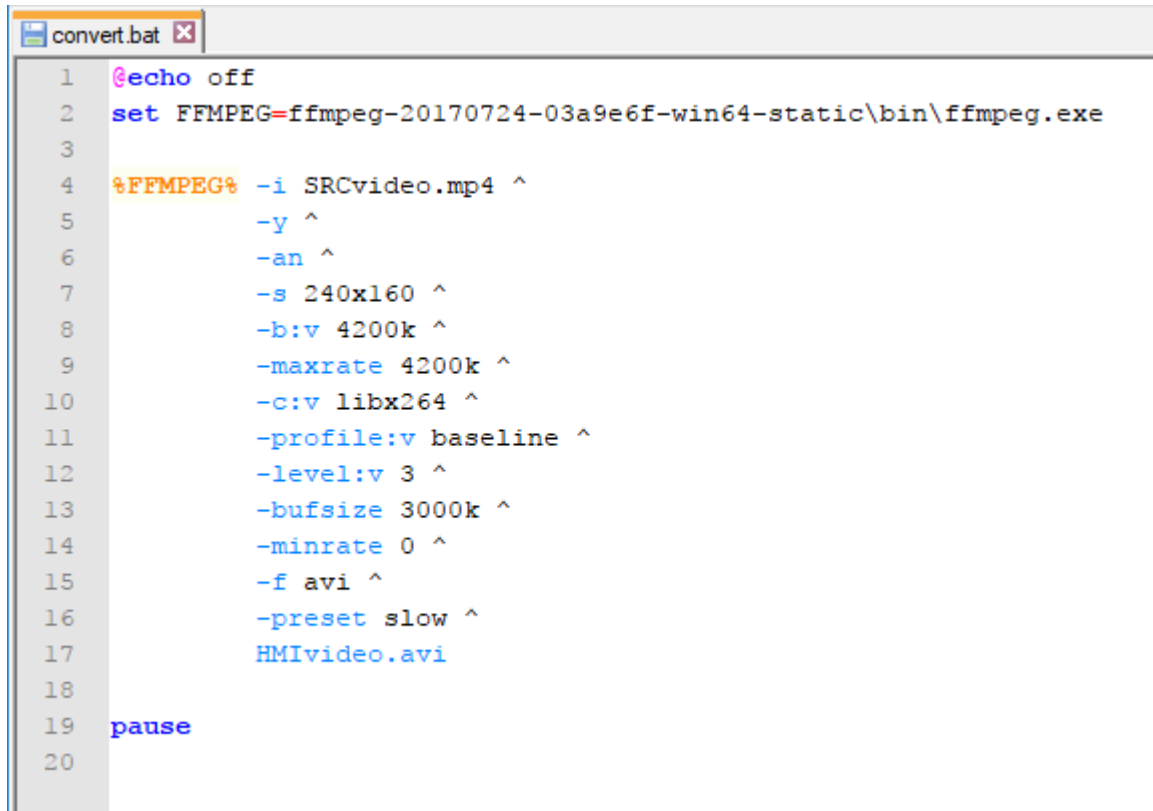 convert.bat
1 @echo off
2 set FFMPEG=ffmpeg-20170724-03a9e6f-win64-static\bin\ffmpeg.exe
3
4 %FFMPEG% -i SRCvideo.mp4 ^
5 -y ^
6 -an ^
7 -s 240x160 ^
8 -b:v 4200k ^
9 -maxrate 4200k ^
10 -c:v libx264 ^
11 -profile:v baseline ^
12 -level:v 3 ^
13 -bufsize 3000k ^
14 -minrate 0 ^
15 -f avi ^
16 -preset slow ^
17 HMIvideo.avi
18
19 pause
20